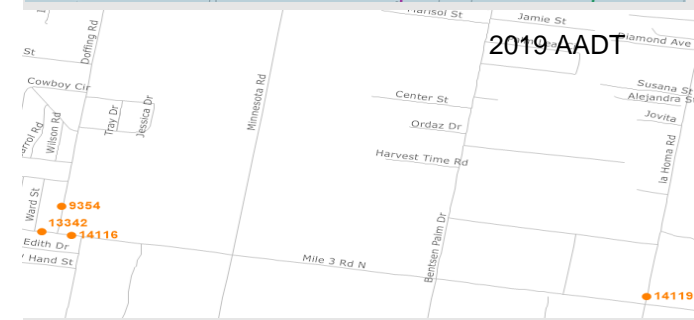 Marisol St
Jamie St
Diamond Ave
2019 AADT
Doffing Rd
St
Cowboy Cir
Minnesota Rd
Susana St
Alejandra St
Center St
Jovita
Tray Dr
Jessica Dr
Ordaz Dr
Wilson Rd
la Homa Rd
Harvest Time Rd
Ward St
9354
13342
14116
Edith Dr
Hand St
Mile 3 Rd N
Bentsen Palm Dr
14119